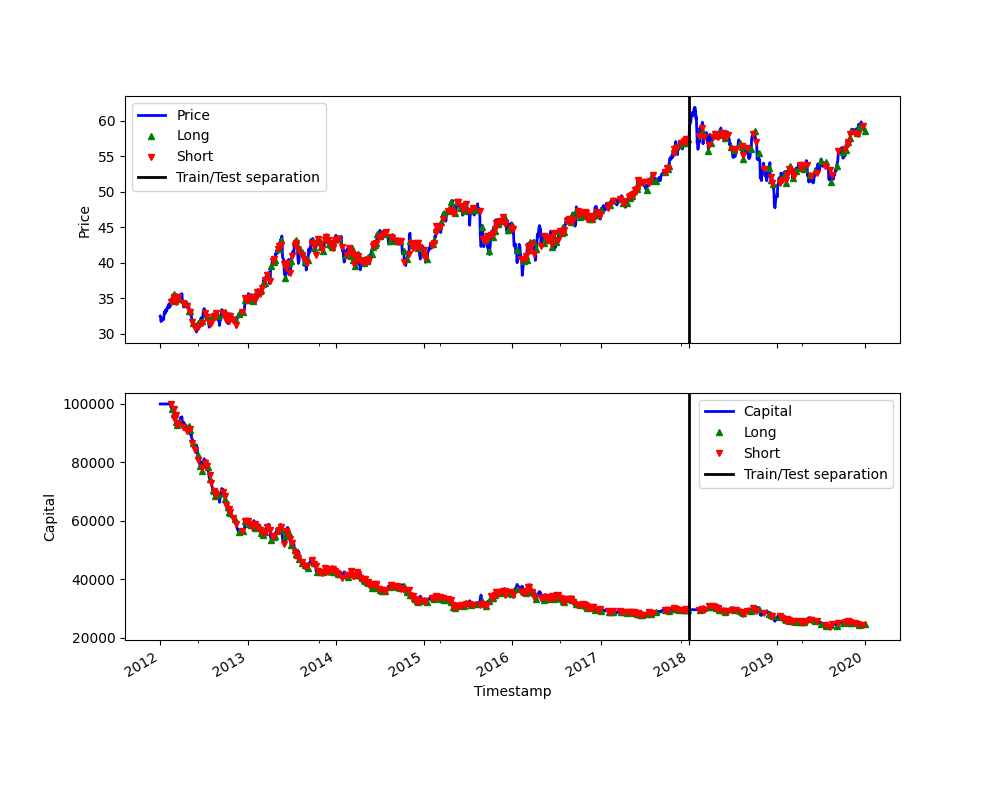 Price
Long
Short
Train/Test separation
60
55
50
45
40
35
30
Price
Capital
Long
Short
Train/Test separation
100000
80000
60000
40000
20000
Capital
2012 2013 2014 2015 2016 2017 2018 2019 2020
Timestamp